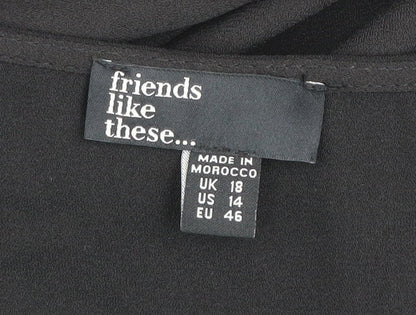 friends
like
these...
MADE IN
MOROCCO
UK 18
US 14
EU 46